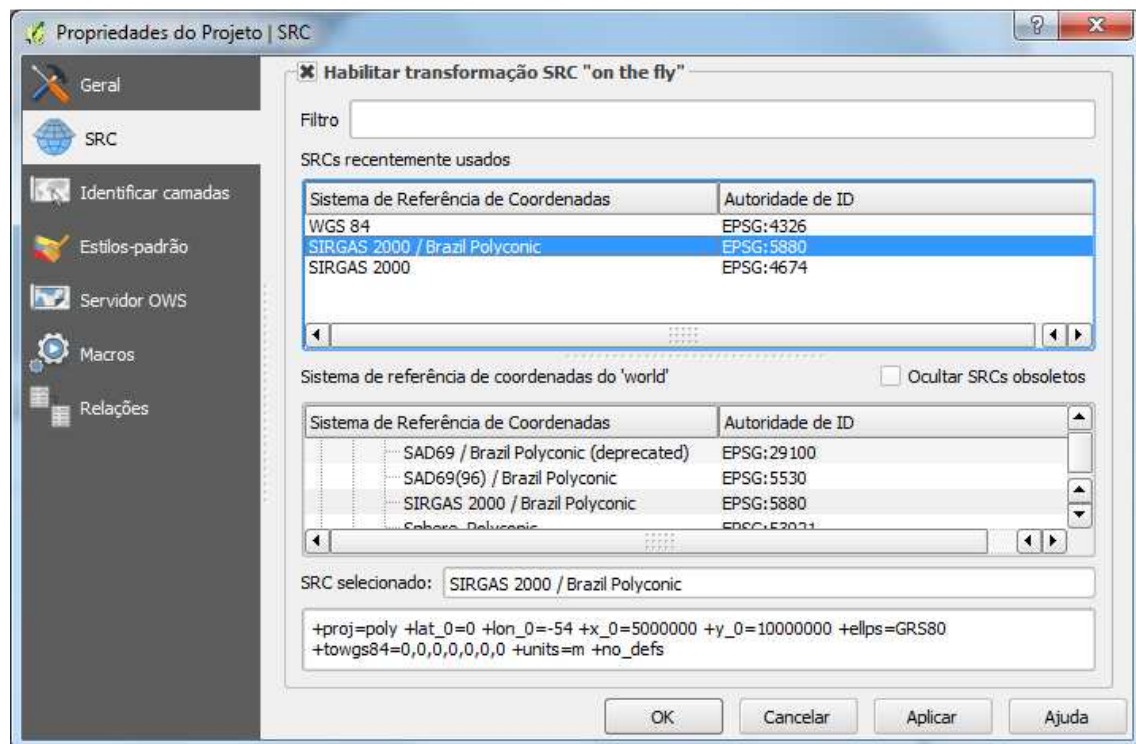 Propriedades do Projeto | SRC
Geral
SRC
Identificar camadas
Estilos-padrão
Servidor OWS
Macros
Relações
Habilitar transformação SRC "on the fly"
Filtro
SRCs recentemente usados
Sistema de Referência de Coordenadas Autoridade de ID
WGS 84 EPSG:4326
SIRGAS 2000 / Brazil Polyconic EPSG:5880
SIRGAS 2000 EPSG:4674
Sistema de referência de coordenadas do 'world' Ocultar SRCs obsoletos
Sistema de Referência de Coordenadas Autoridade de ID
SAD69 / Brazil Polyconic (deprecated) EPSG:29100
SAD69(96) / Brazil Polyconic EPSG:5530
SIRGAS 2000 / Brazil Polyconic EPSG:5880
SRC selecionado: SIRGAS 2000 / Brazil Polyconic
+proj=poly +lat_0=0 +lon_0=-54 +x_0=5000000 +y_0=10000000 +ellps=GRS80
+towgs84=0,0,0,0,0,0,0 +units=m +no_defs
OK Cancelar Aplicar Ajuda